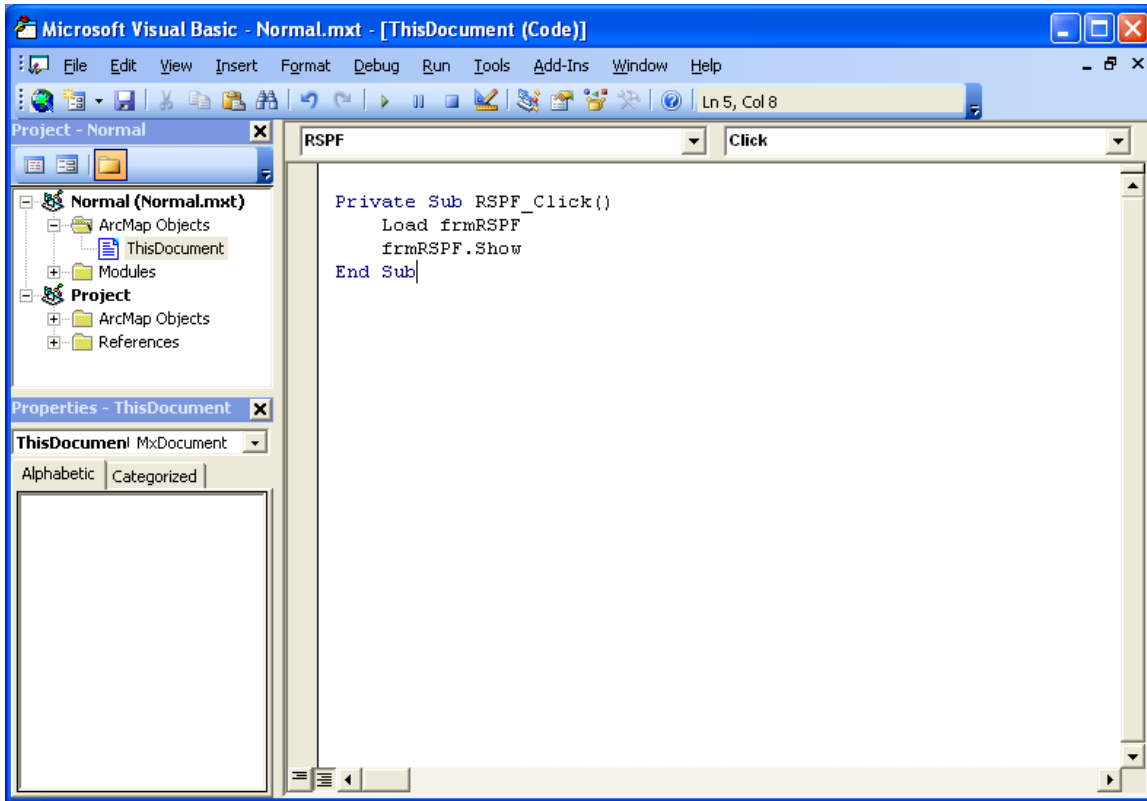 Microsoft Visual Basic - Normal.mxt - [ThisDocument (Code)]
File Edit View Insert Format Debug Run Tools Add-Ins Window Help
Ln 5, Col 8
Project - Normal
RSPF
Click
Normal (Normal.mxt)
ArcMap Objects
ThisDocument
Modules
Project
ArcMap Objects
References
Properties - ThisDocument
ThisDocument MxDocument
Alphabetic Categorized
Private Sub RSPF_Click()
Load frmRSPF
frmRSPF.Show
End Sub